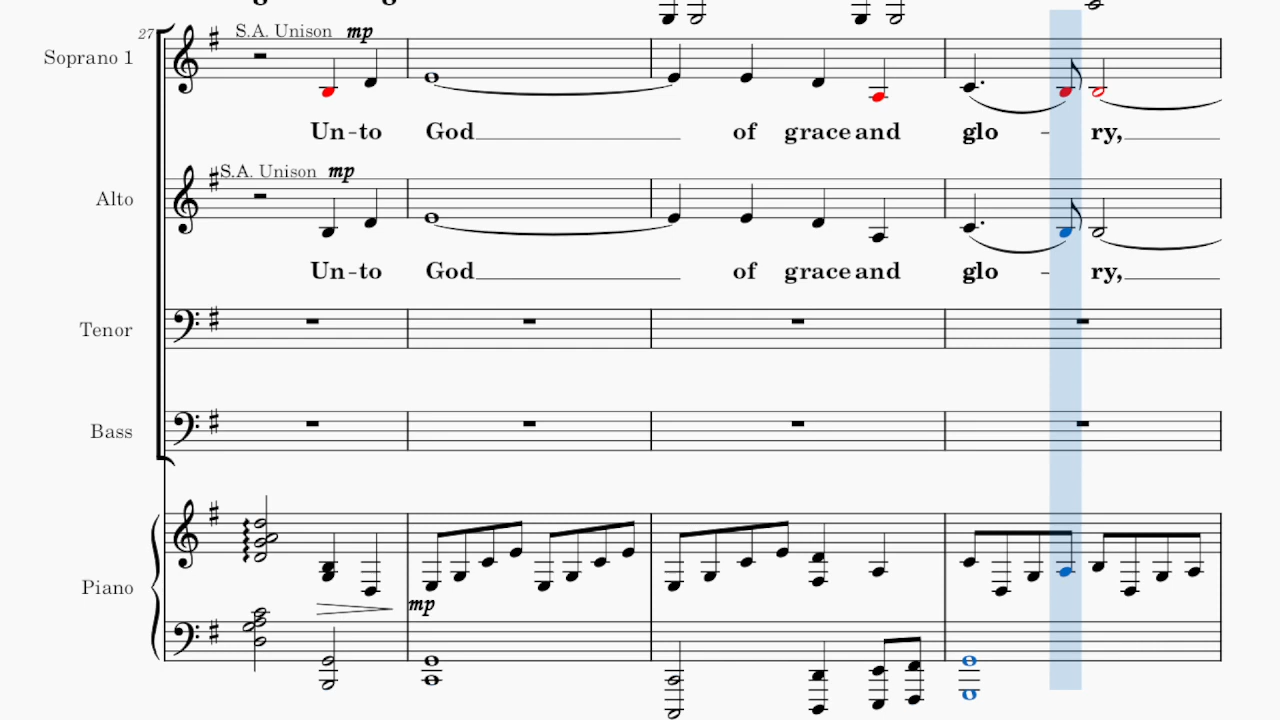 27
S.A. Unison mp
Soprano 1
Un-to God of grace and glo - ry,
S.A. Unison mp
Alto
Un-to God of grace and glo - ry,
Tenor
Bass
Piano
mp